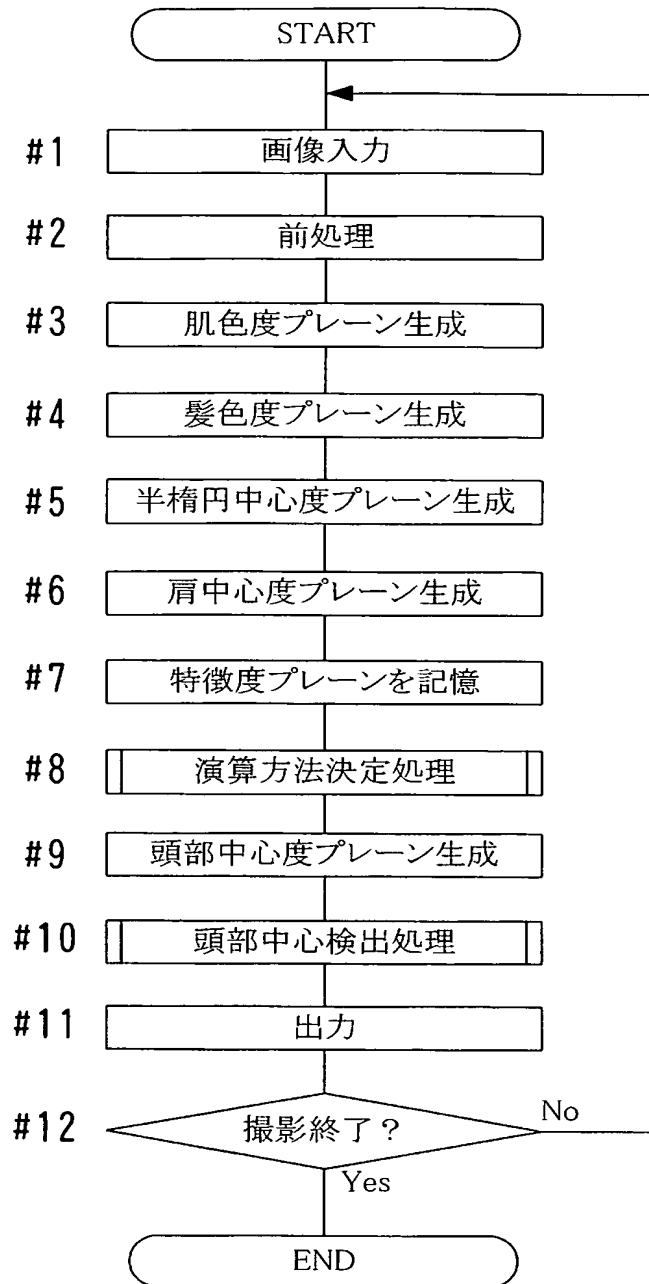 START
#1 画像入力
#2 前処理
#3 肌色度プレーン生成
#4 髪色度プレーン生成
#5 半楕円中心度プレーン生成
#6 肩中心度プレーン生成
#7 特徴度プレーンを記憶
#8 演算方法決定処理
#9 頭部中心度プレーン生成
#10 頭部中心検出処理
#11 出力
#12 撮影終了？ No
Yes
END